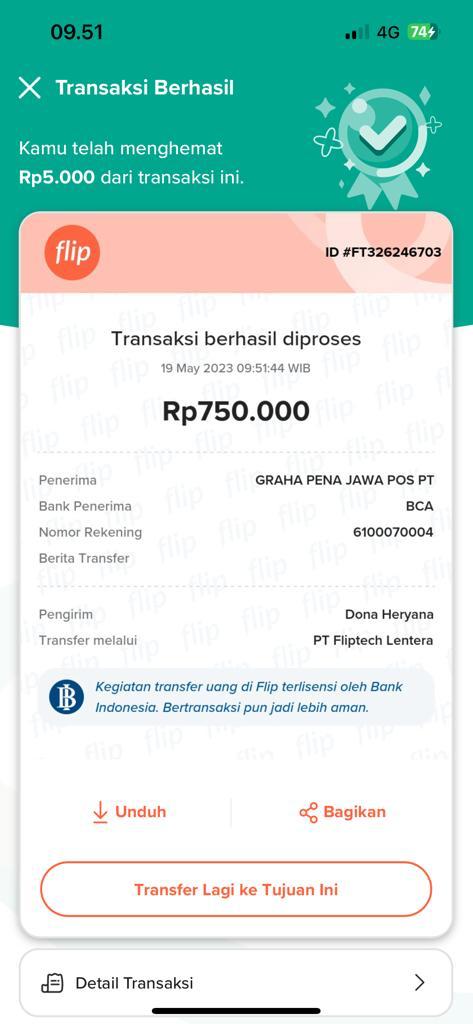 09.51
4G 74
Transaksi Berhasil
Kamu telah menghemat
Rp5.000 dari transaksi ini.
flip
ID #FT326246703
Transaksi berhasil diproses
19 May 2023 09:51:44 WIB
Rp750.000
Penerima GRAHA PENA JAWA POS PT
Bank Penerima BCA
Nomor Rekening 6100070004
Berita Transfer
Pengirim Dona Heryana
Transfer melalui PT Fliptech Lentera
Kegiatan transfer uang di Flip terlisensi oleh Bank
Indonesia. Bertransaksi pun jadi lebih aman.
Unduh
Bagikan
Transfer Lagi ke Tujuan Ini
Detail Transaksi